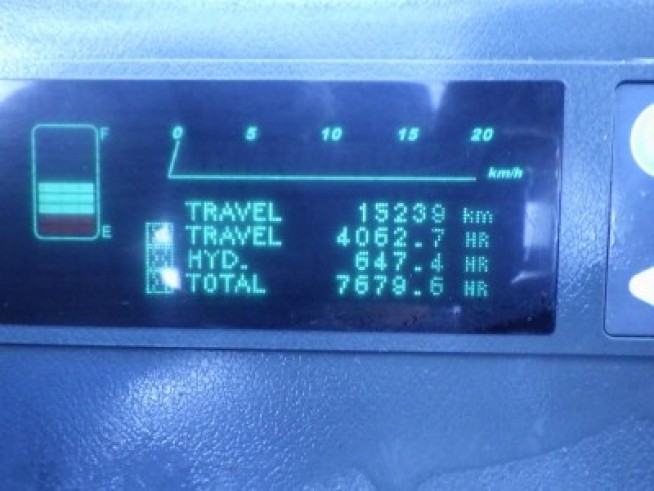 F
0 5 10 15 20
km/h
E
TRAVEL 15239 km
TRAVEL 4062.7 HR
HYD. 647.4 HR
TOTAL 7679.6 HR